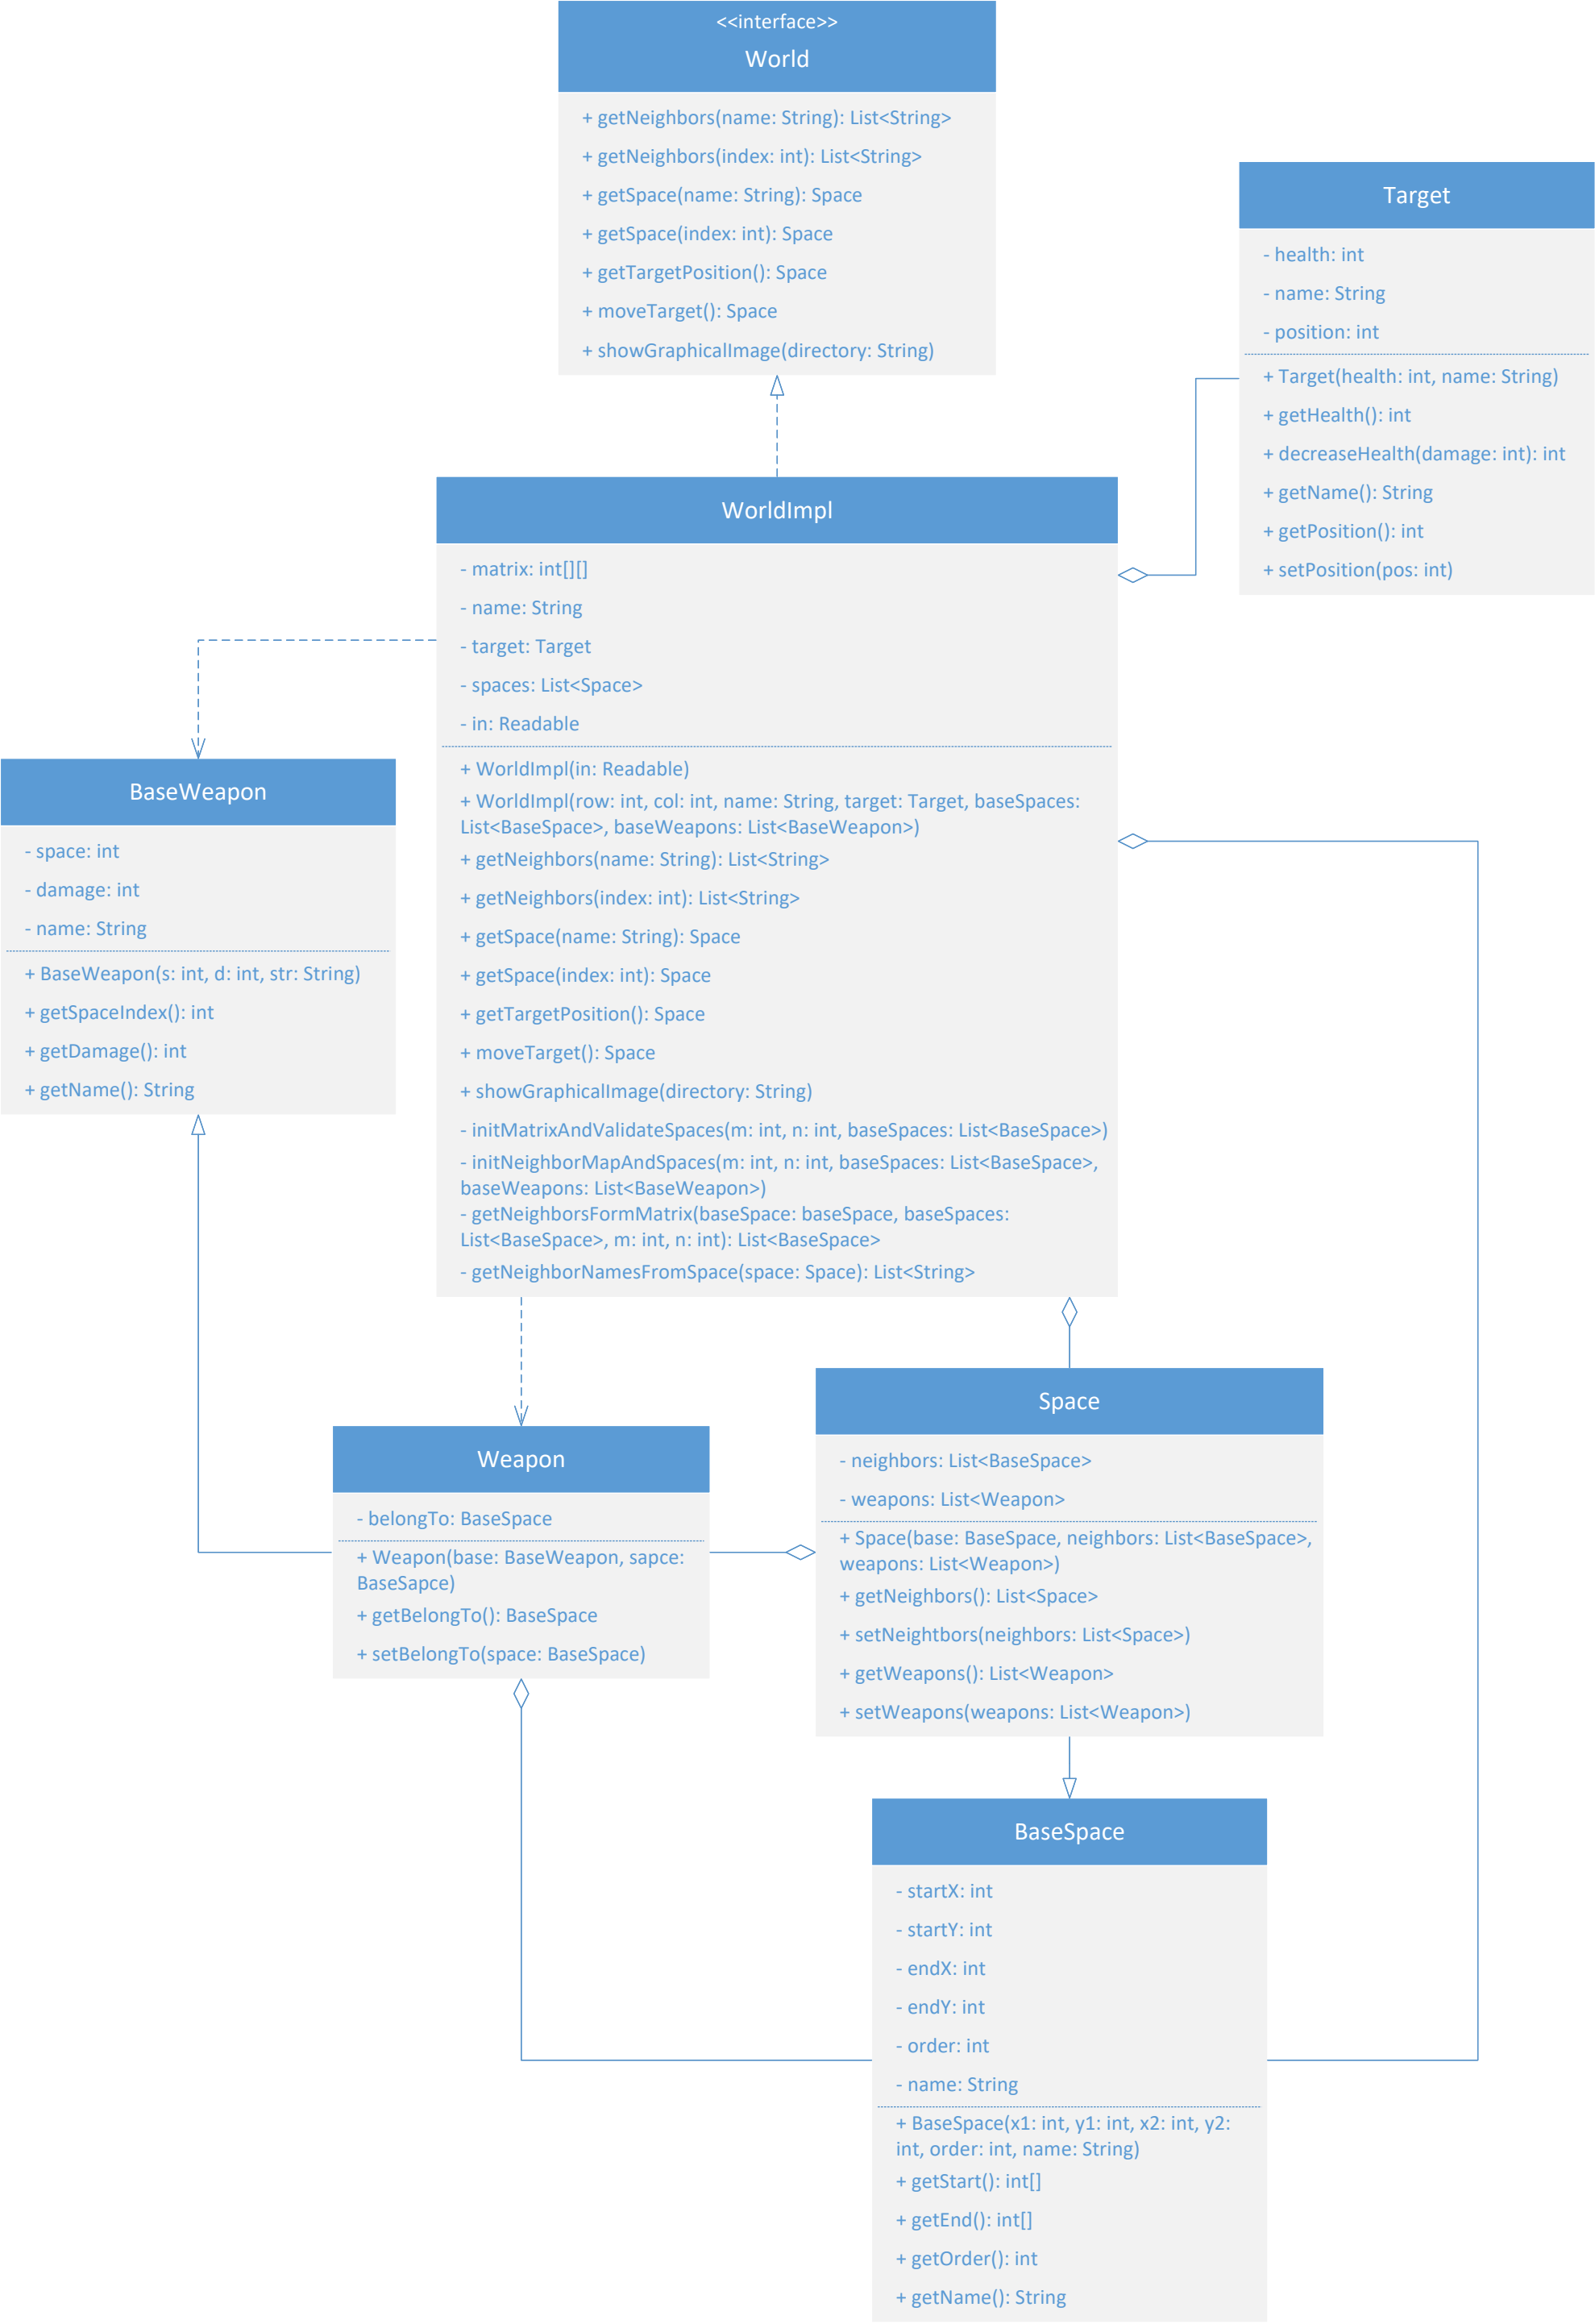 <<interface>>
World
+ getNeighbors(name: String): List<String>
+ getNeighbors(index: int): List<String>
+ getSpace(name: String): Space
+ getSpace(index: int): Space
+ getTargetPosition(): Space
+ moveTarget(): Space
+ showGraphicalImage(directory: String)
Target
- health: int
- name: String
- position: int
+ Target(health: int, name: String)
+ getHealth(): int
+ decreaseHealth(damage: int): int
+ getName(): String
+ getPosition(): int
+ setPosition(pos: int)
WorldImpl
- matrix: int[][]
- name: String
- target: Target
- spaces: List<Space>
- in: Readable
+ WorldImpl(in: Readable)
+ WorldImpl(row: int, col: int, name: String, target: Target, baseSpaces:
List<BaseSpace>, baseWeapons: List<BaseWeapon>)
+ getNeighbors(name: String): List<String>
+ getNeighbors(index: int): List<String>
+ getSpace(name: String): Space
+ getSpace(index: int): Space
+ getTargetPosition(): Space
+ moveTarget(): Space
+ showGraphicalImage(directory: String)
- initMatrixAndValidateSpaces(m: int, n: int, baseSpaces: List<BaseSpace>)
- initNeighborMapAndSpaces(m: int, n: int, baseSpaces: List<BaseSpace>,
baseWeapons: List<BaseWeapon>)
- getNeighborsFormMatrix(baseSpace: baseSpace, baseSpaces:
List<BaseSpace>, m: int, n: int): List<BaseSpace>
- getNeighborNamesFromSpace(space: Space): List<String>
BaseWeapon
- space: int
- damage: int
- name: String
+ BaseWeapon(s: int, d: int, str: String)
+ getSpaceIndex(): int
+ getDamage(): int
+ getName(): String
Weapon
- belongTo: BaseSpace
+ Weapon(base: BaseWeapon, sapce:
BaseSapce)
+ getBelongTo(): BaseSpace
+ setBelongTo(space: BaseSpace)
Space
- neighbors: List<BaseSpace>
- weapons: List<Weapon>
+ Space(base: BaseSpace, neighbors: List<BaseSpace>,
weapons: List<Weapon>)
+ getNeighbors(): List<Space>
+ setNeightbors(neighbors: List<Space>)
+ getWeapons(): List<Weapon>
+ setWeapons(weapons: List<Weapon>)
BaseSpace
- startX: int
- startY: int
- endX: int
- endY: int
- order: int
- name: String
+ BaseSpace(x1: int, y1: int, x2: int, y2:
int, order: int, name: String)
+ getStart(): int[]
+ getEnd(): int[]
+ getOrder(): int
+ getName(): String